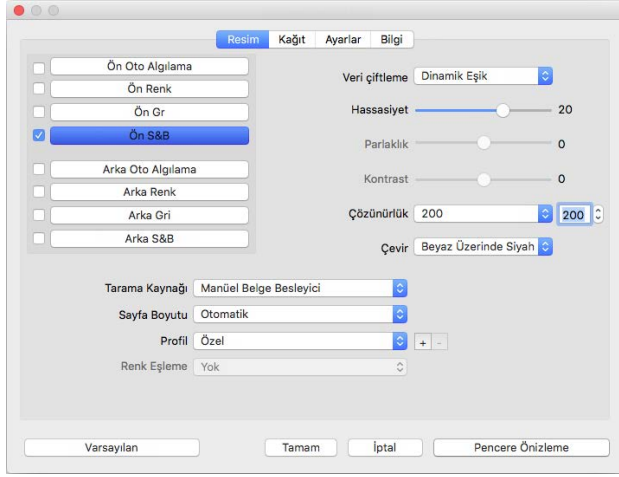 Resim Kağıt Ayarlar Bilgi
Ön Oto Algılama
Ön Renk
Ön Gr
Ön S&B
Arka Oto Algılama
Arka Renk
Arka Gri
Arka S&B
Veri çiftleme Dinamik Eşik
Hassasiyet 20
Parlaklık 0
Kontrast 0
Çözünürlük 200 200
Çevir Beyaz Üzerinde Siyah
Tarama Kaynağı Manüel Belge Besleyici
Sayfa Boyutu Otomatik
Profil Özel + -
Renk Eşleme Yok
Varsayılan Tamam İptal Pencere Önizleme